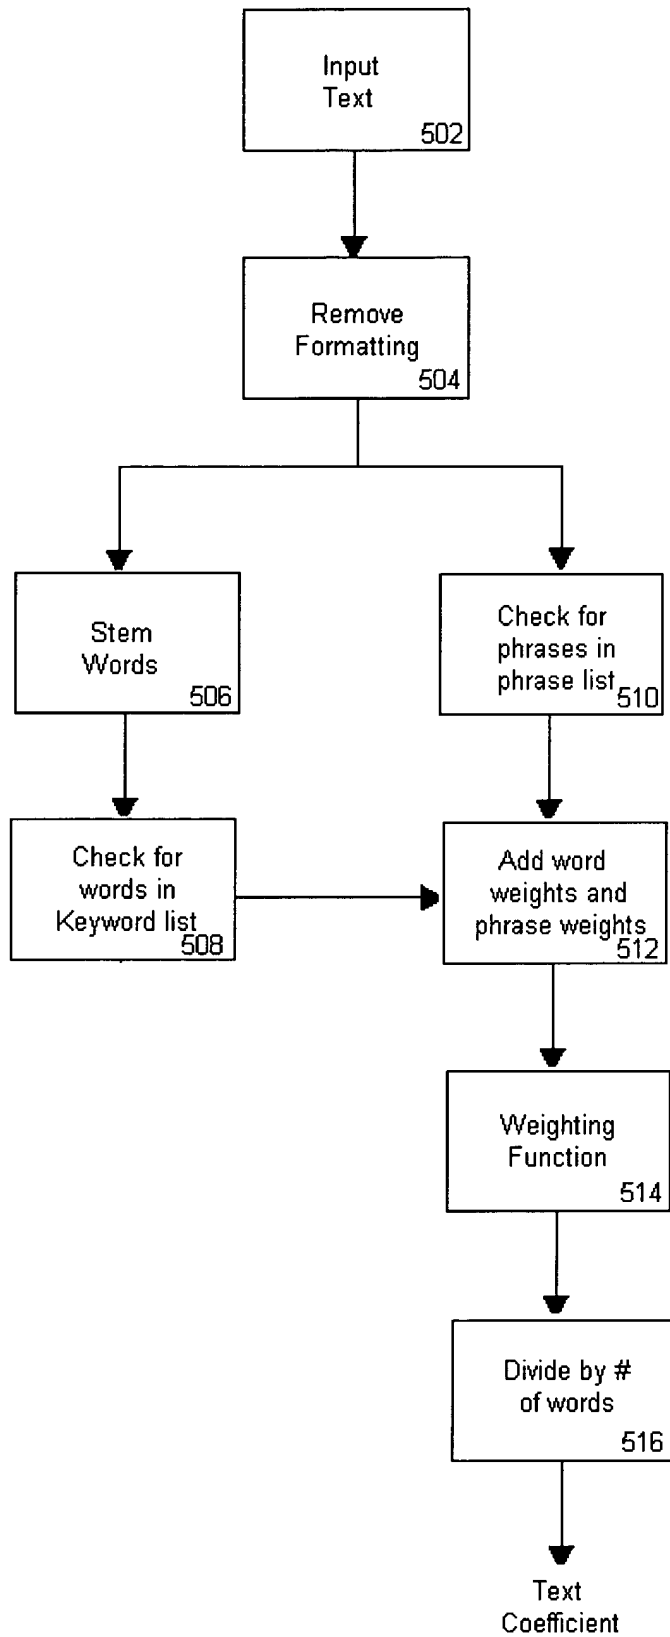 Input
Text
502
Remove
Formatting
504
Stem
Words
506
Check for
phrases in
phrase list
510
Check for
words in
Keyword list
508
Add word
weights and
phrase weights
512
Weighting
Function
514
Divide by #
of words
516
Text
Coefficient